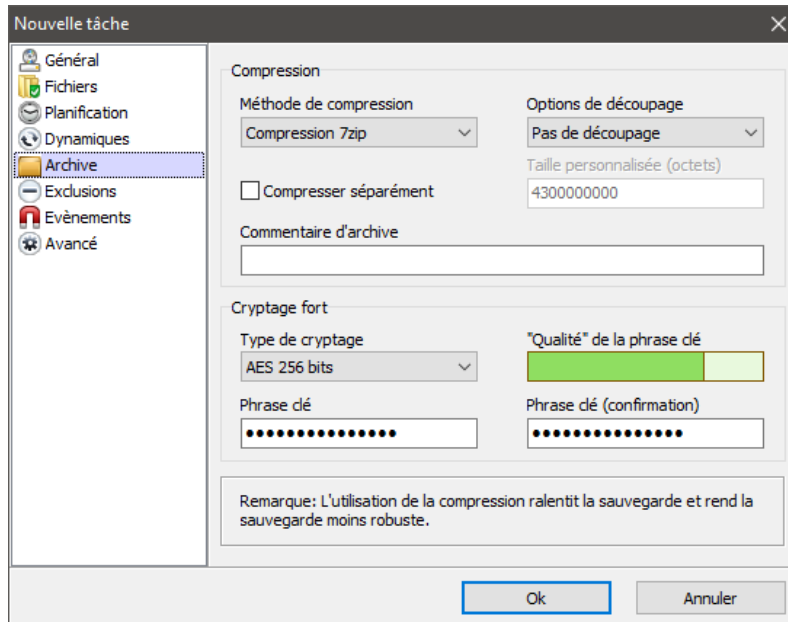 Nouvelle tâche
Général
Fichiers
Planification
Dynamiques
Archive
Exclusions
Evènements
Avancé
Compression
Méthode de compression
Options de découpage
Compression 7zip
Pas de découpage
Taille personnalisée (octets)
Compresser séparément
4300000000
Commentaire d'archive
Cryptage fort
Type de cryptage
"Qualité" de la phrase clé
AES 256 bits
Phrase clé
Phrase clé (confirmation)
Remarque: L'utilisation de la compression ralentit la sauvegarde et rend la
sauvegarde moins robuste.
Ok
Annuler